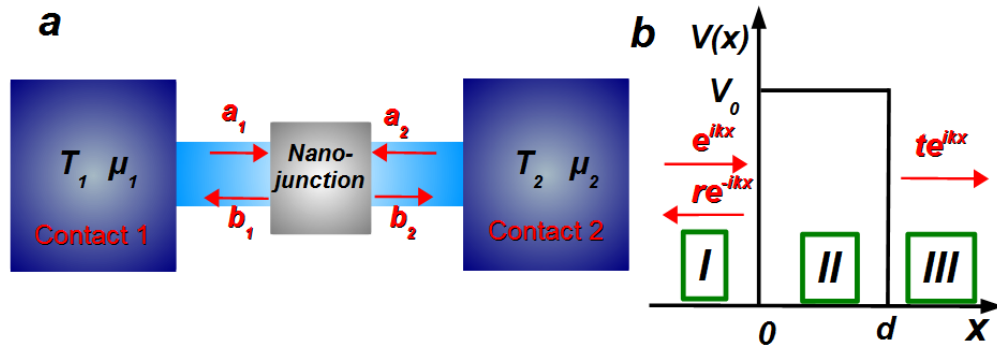 a
T1 μ1
Contact 1
a1
a2
Nano-
junction
b1
b2
T2 μ2
Contact 2
b
V(x)
V0
e^ikx
re^-ikx
te^ikx
I
II
III
0
d
x